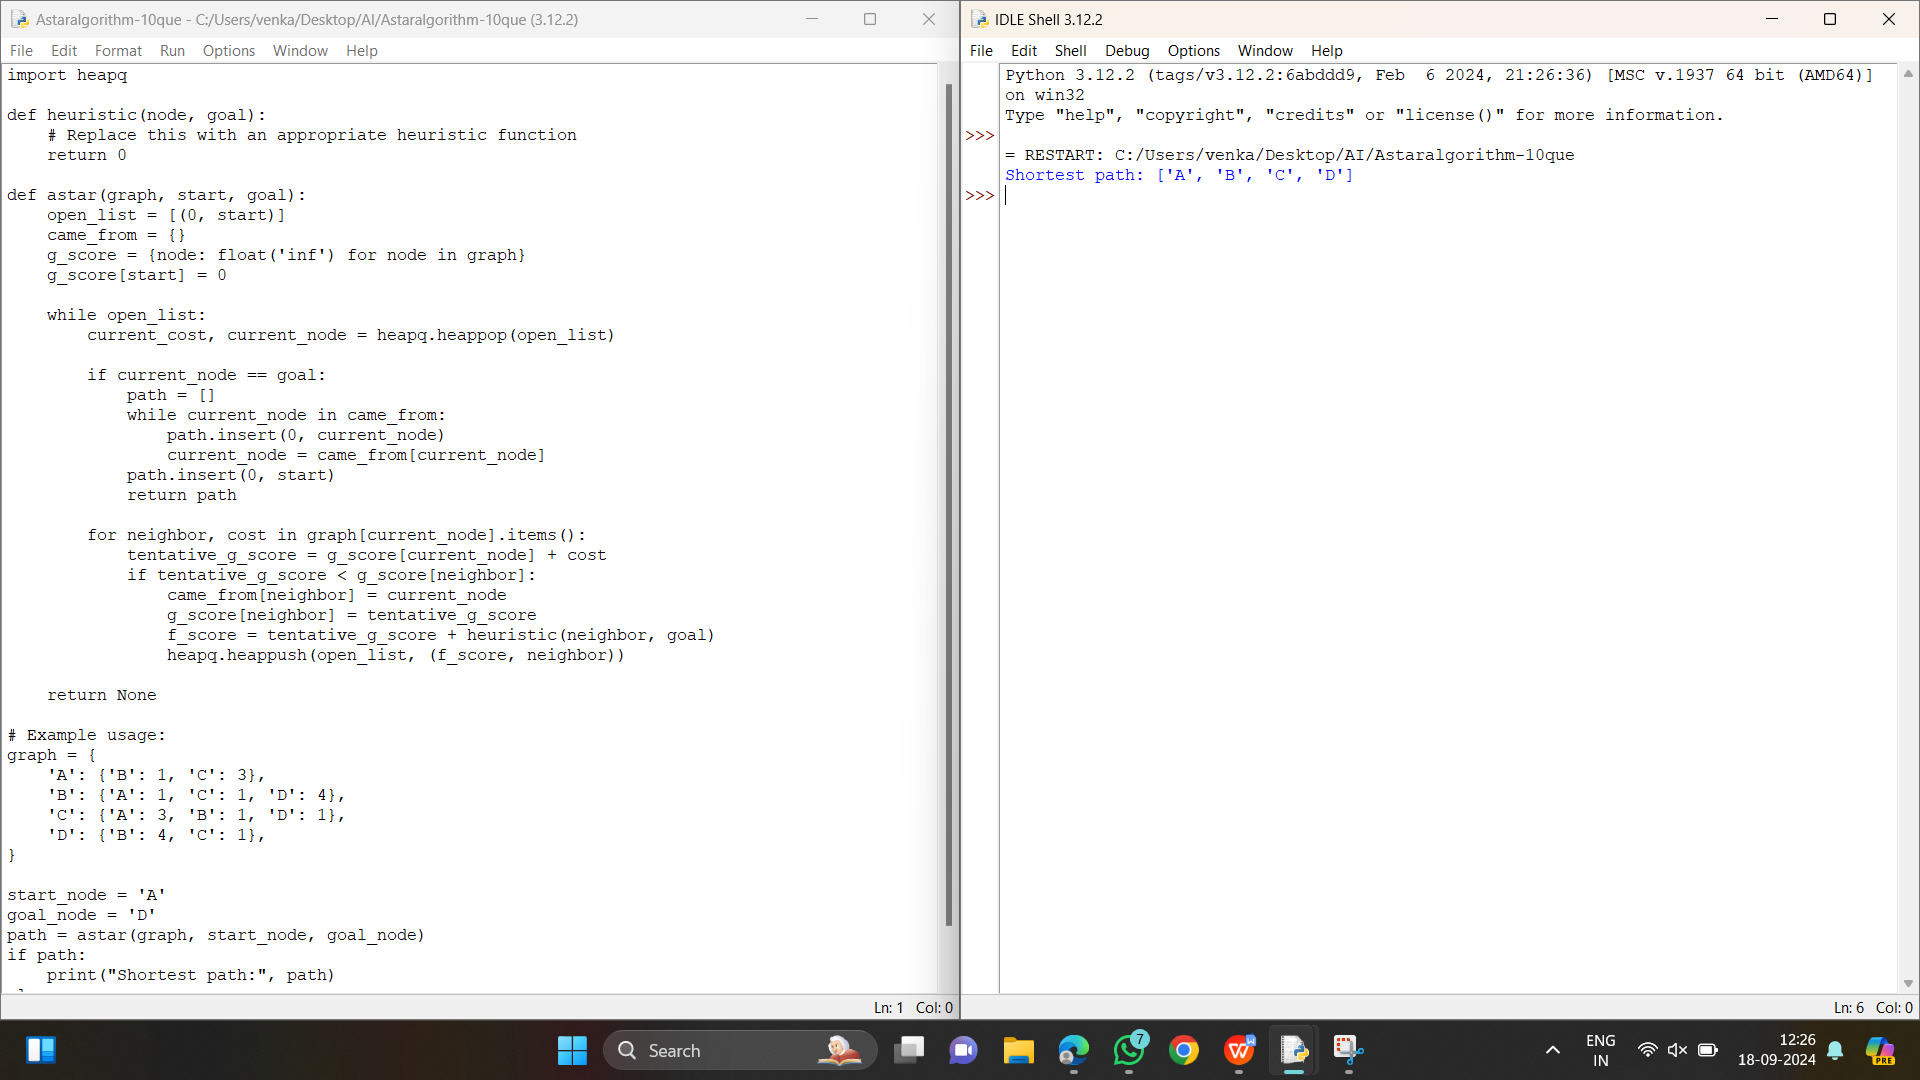 Astaralgorithm-10que - C:/Users/venka/Desktop/AI/Astaralgorithm-10que (3.12.2)
File Edit Format Run Options Window Help
import heapq

def heuristic(node, goal):
    # Replace this with an appropriate heuristic function
    return 0

def astar(graph, start, goal):
    open_list = [(0, start)]
    came_from = {}
    g_score = {node: float('inf') for node in graph}
    g_score[start] = 0

    while open_list:
        current_cost, current_node = heapq.heappop(open_list)

        if current_node == goal:
            path = []
            while current_node in came_from:
                path.insert(0, current_node)
                current_node = came_from[current_node]
            path.insert(0, start)
            return path

        for neighbor, cost in graph[current_node].items():
            tentative_g_score = g_score[current_node] + cost
            if tentative_g_score < g_score[neighbor]:
                came_from[neighbor] = current_node
                g_score[neighbor] = tentative_g_score
                f_score = tentative_g_score + heuristic(neighbor, goal)
                heapq.heappush(open_list, (f_score, neighbor))

    return None

# Example usage:
graph = {
    'A': {'B': 1, 'C': 3},
    'B': {'A': 1, 'C': 1, 'D': 4},
    'C': {'A': 3, 'B': 1, 'D': 1},
    'D': {'B': 4, 'C': 1},
}

start_node = 'A'
goal_node = 'D'
path = astar(graph, start_node, goal_node)
if path:
    print("Shortest path:", path)
Ln: 1 Col: 0
IDLE Shell 3.12.2
File Edit Shell Debug Options Window Help
Python 3.12.2 (tags/v3.12.2:6abddd9, Feb  6 2024, 21:26:36) [MSC v.1937 64 bit (AMD64)]
on win32
Type "help", "copyright", "credits" or "license()" for more information.
>>>
= RESTART: C:/Users/venka/Desktop/AI/Astaralgorithm-10que
Shortest path: ['A', 'B', 'C', 'D']
>>>
Ln: 6 Col: 0
Search
7
W
W
ENG
IN
12:26
18-09-2024
PRE